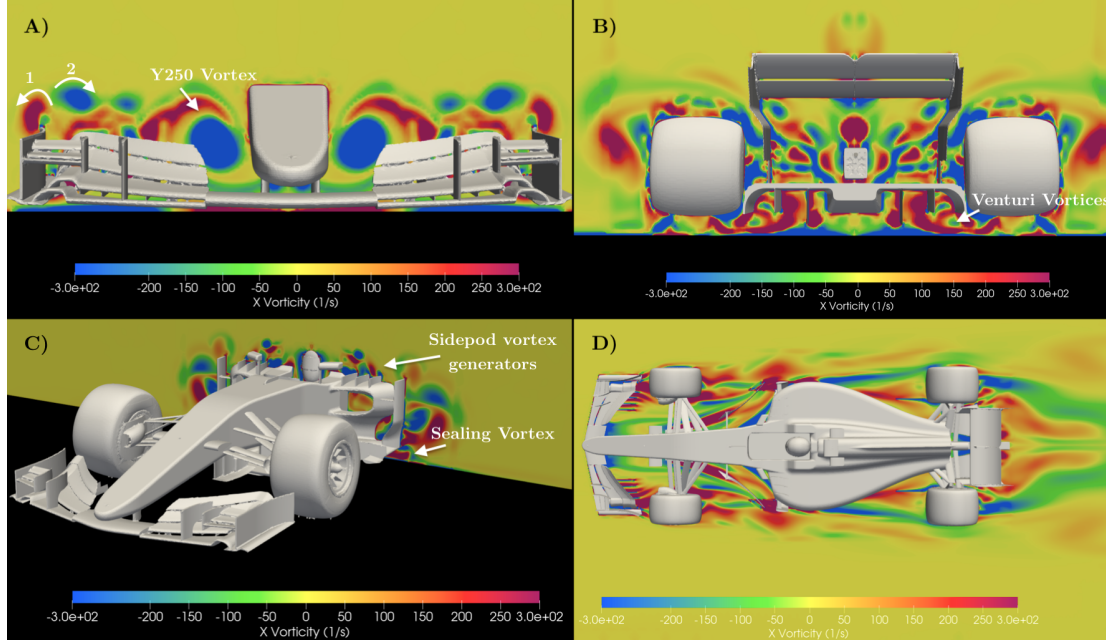 A)
1
2
Y250 Vortex
-3.0e+02 -200 -150 -100 -50 0 50 100 150 200 250 3.0e+02
X Vorticity (1/s)
B)
Venturi Vortices
-3.0e+02 -200 -150 -100 -50 0 50 100 150 200 250 3.0e+02
X Vorticity (1/s)
C)
Sidepod vortex
generators
Sealing Vortex
-3.0e+02 -200 -150 -100 -50 0 50 100 150 200 3.0e+02
X Vorticity (1/s)
D)
-3.0e+02 -200 -150 -100 -50 0 50 100 150 200 250 3.0e+02
X Vorticity (1/s)